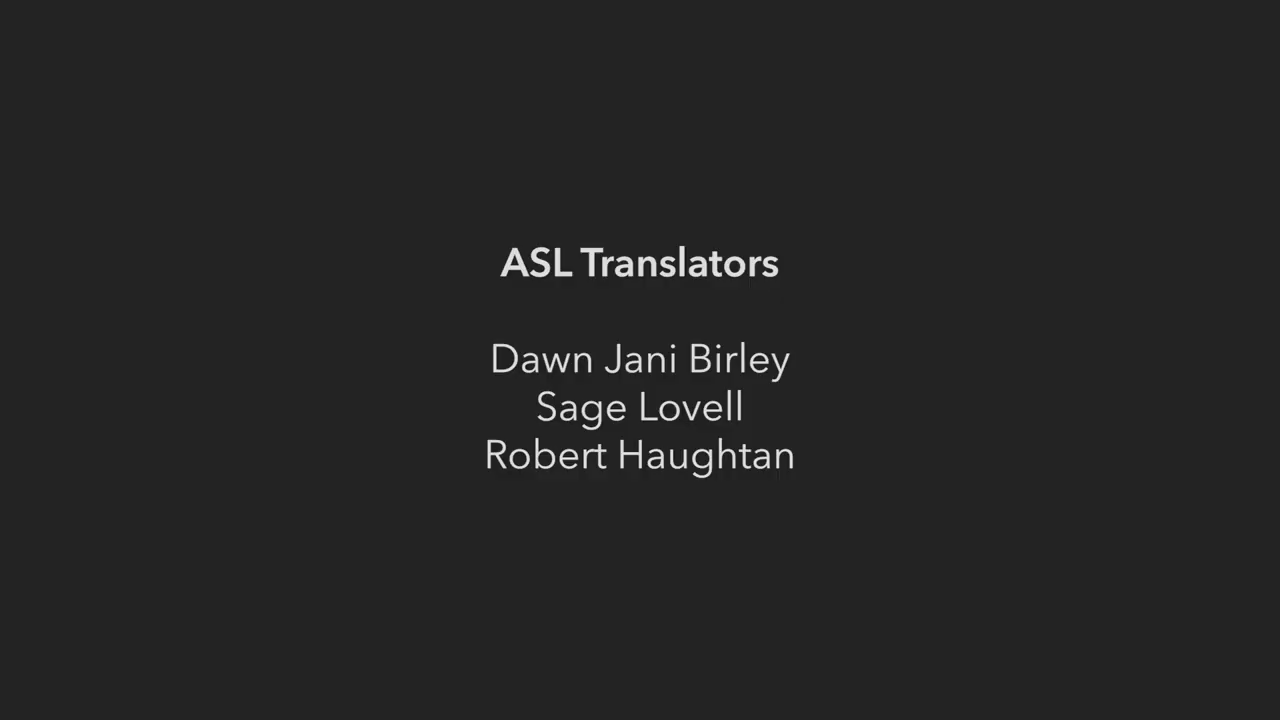 ASL Translators
Dawn Jani Birley
Sage Lovell
Robert Haughtan